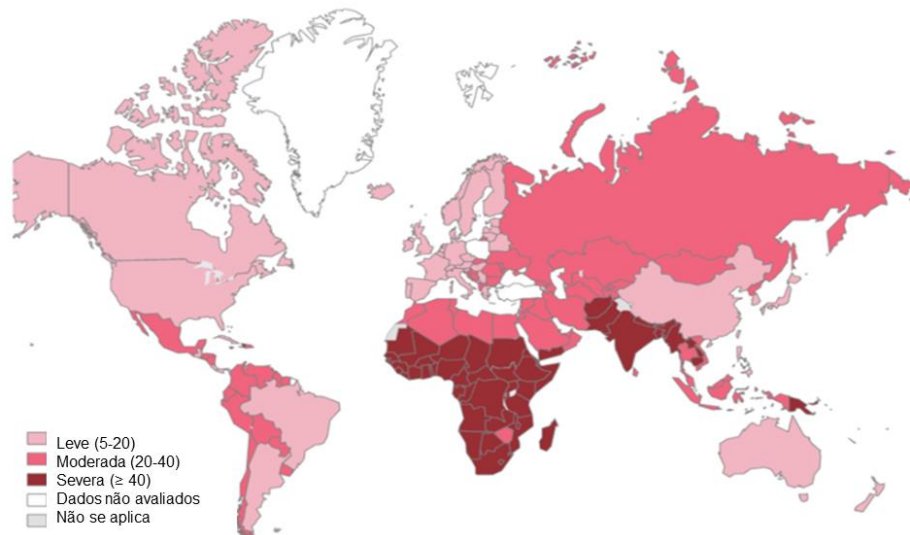 Leve (5-20)
Moderada (20-40)
Severa (≥ 40)
Dados não avaliados
Não se aplica